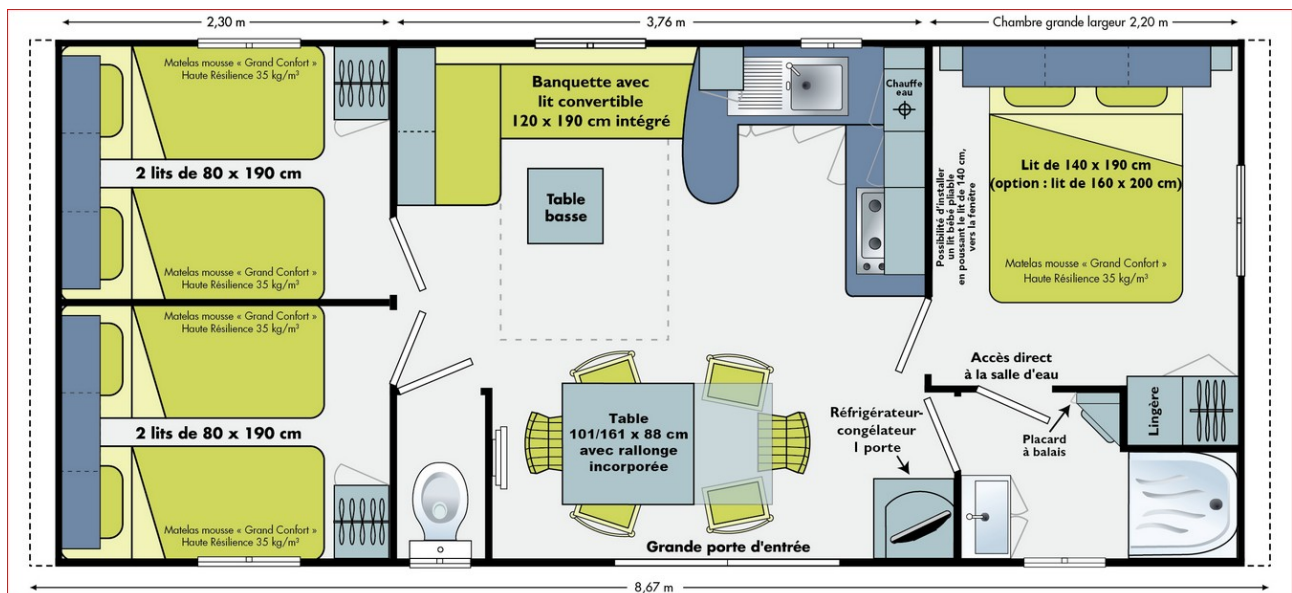 2,30 m
3,76 m
Chambre grande largeur 2,20 m
Matelas mousse « Grand Confort »
Haute Résilience 35 kg/m³
2 lits de 80 x 190 cm
Matelas mousse « Grand Confort »
Haute Résilience 35 kg/m³
Matelas mousse « Grand Confort »
Haute Résilience 35 kg/m³
2 lits de 80 x 190 cm
Matelas mousse « Grand Confort »
Haute Résilience 35 kg/m³
Banquette avec
lit convertible
120 x 190 cm intégré
Table
basse
Chauffe
eau
Possibilité d'installer
un lit bébé pliable
en poussant le lit de 140 cm,
vers la fenêtre
Lit de 140 x 190 cm
(option : lit de 160 x 200 cm)
Matelas mousse « Grand Confort »
Haute Résilience 35 kg/m³
Table
101/161 x 88 cm
avec rallonge
incorporée
Réfrigérateur-
congélateur
1 porte
Accès direct
à la salle d'eau
Placard
à balais
Lingère
Grande porte d'entrée
8,67 m